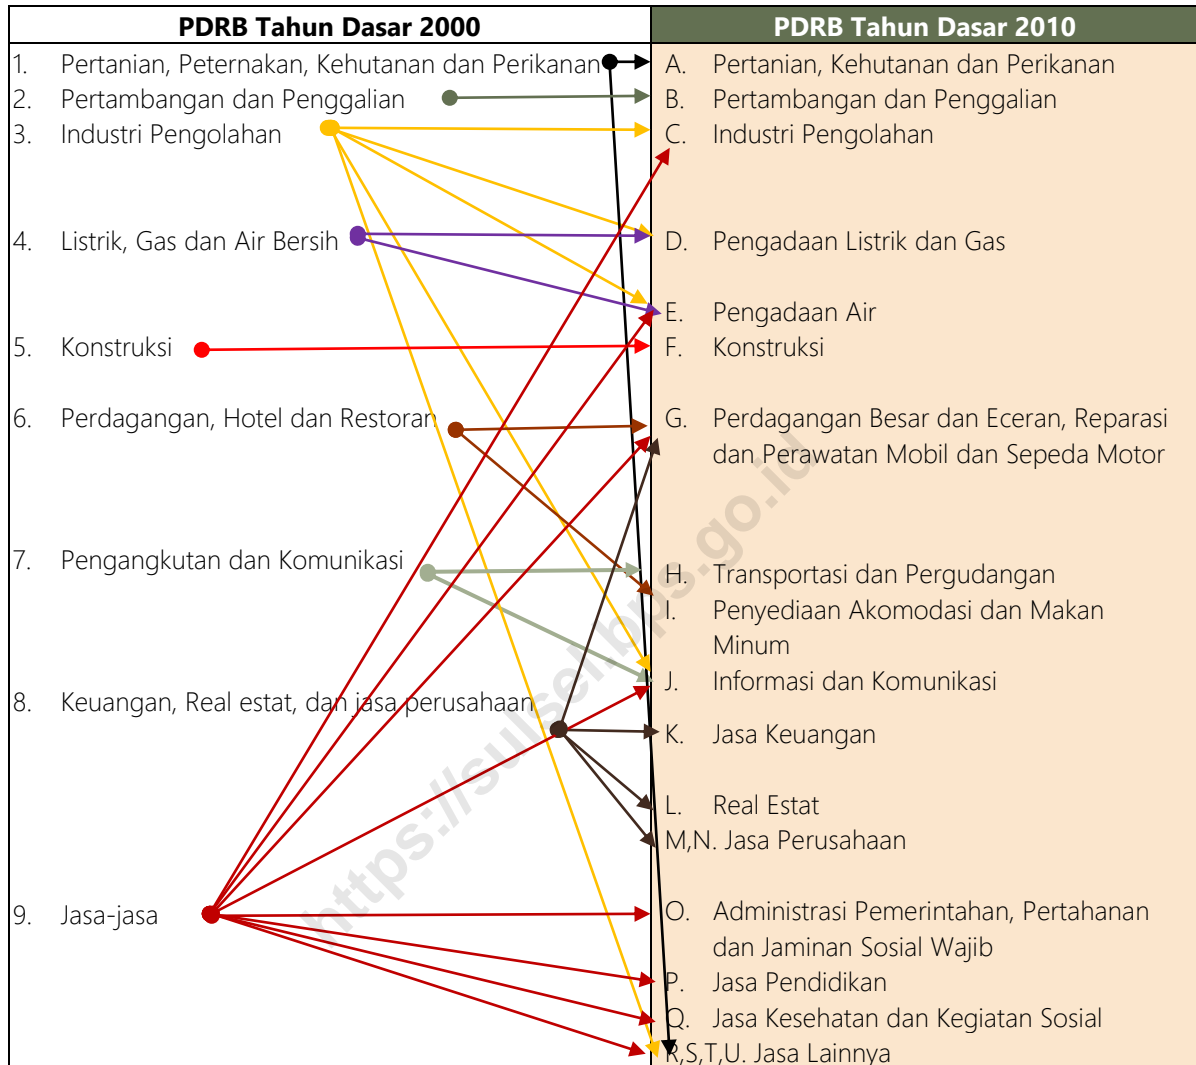 PDRB Tahun Dasar 2000
1. Pertanian, Peternakan, Kehutanan dan Perikanan
2. Pertambangan dan Penggalian
3. Industri Pengolahan
4. Listrik, Gas dan Air Bersih
5. Konstruksi
6. Perdagangan, Hotel dan Restoran
7. Pengangkutan dan Komunikasi
8. Keuangan, Real estat, dan jasa perusahaan
9. Jasa-jasa
PDRB Tahun Dasar 2010
A. Pertanian, Kehutanan dan Perikanan
B. Pertambangan dan Penggalian
C. Industri Pengolahan
D. Pengadaan Listrik dan Gas
E. Pengadaan Air
F. Konstruksi
G. Perdagangan Besar dan Eceran, Reparasi
dan Perawatan Mobil dan Sepeda Motor
H. Transportasi dan Pergudangan
I. Penyediaan Akomodasi dan Makan
Minum
J. Informasi dan Komunikasi
K. Jasa Keuangan
L. Real Estat
M,N. Jasa Perusahaan
O. Administrasi Pemerintahan, Pertahanan
dan Jaminan Sosial Wajib
P. Jasa Pendidikan
Q. Jasa Kesehatan dan Kegiatan Sosial
R,S,T,U. Jasa Lainnya
https://sulsel.bps.go.id